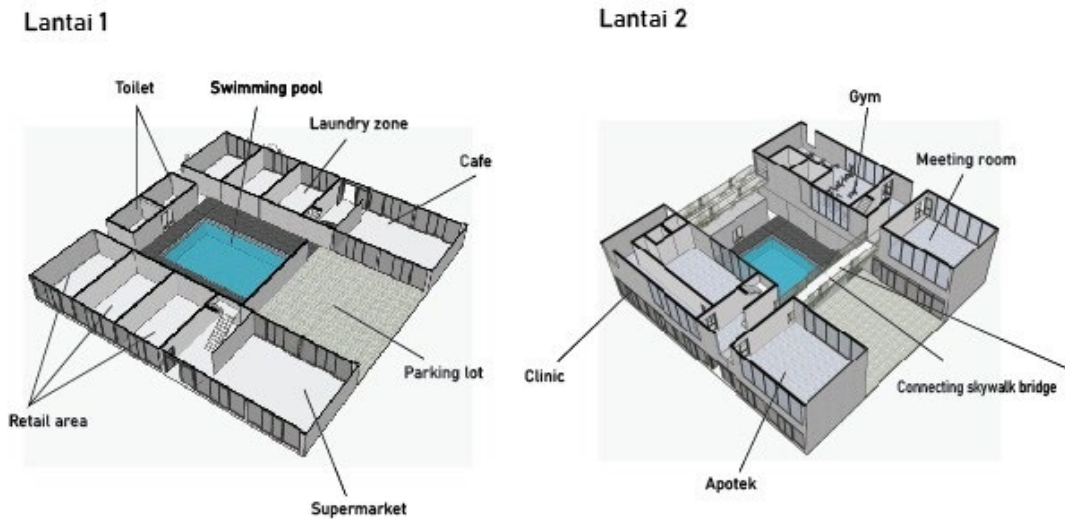 Lantai 1
Lantai 2
Toilet
Swimming pool
Laundry zone
Cafe
Retail area
Parking lot
Supermarket
Gym
Meeting room
Clinic
Connecting skywalk bridge
Apotek